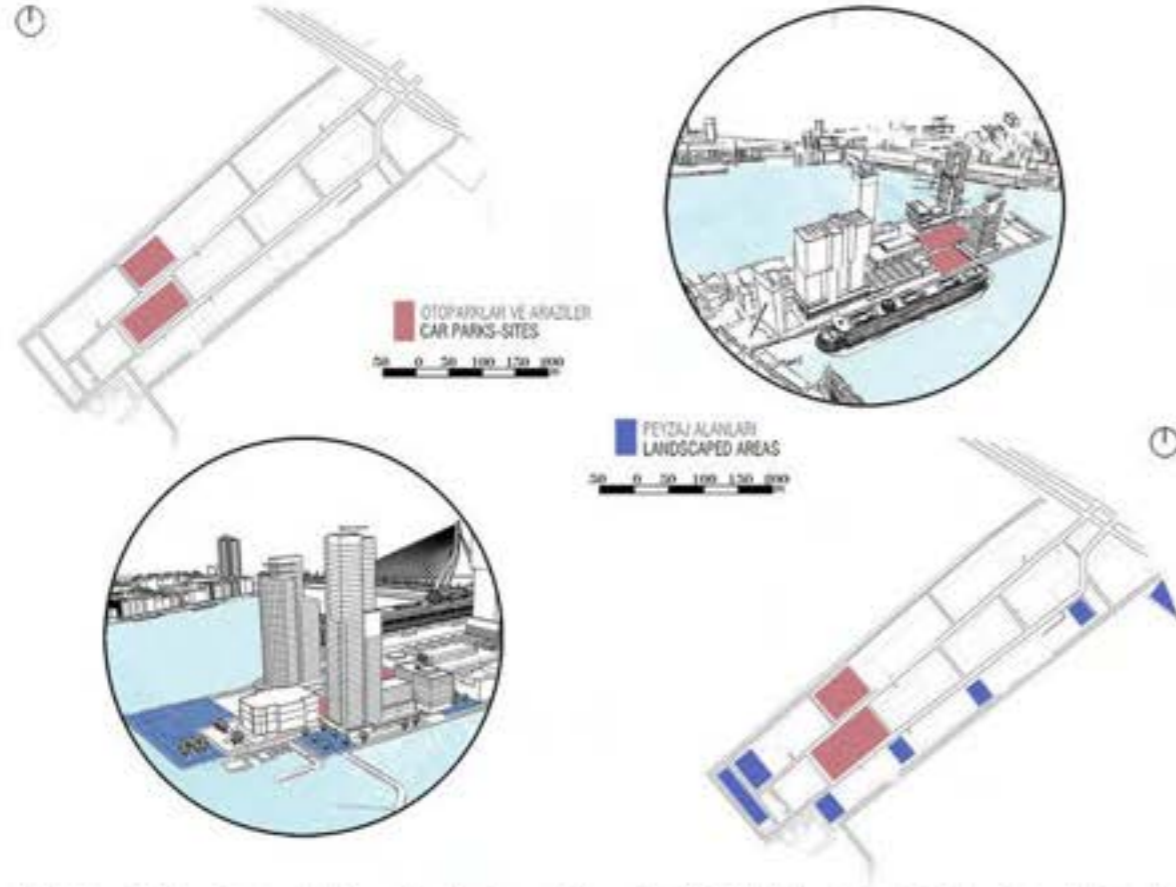 OTOPARKLAR VE ARAZİLER
CAR PARKS-SITES
50 0 50 100 150 200
PEYZAJ ALANLARI
LANDSCAPED AREAS
50 0 50 100 150 200